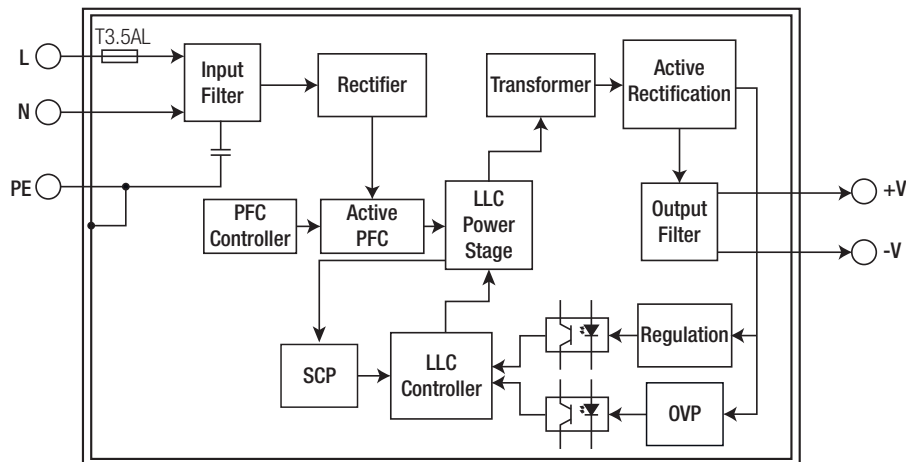 L
T3.5AL
Input
Filter
Rectifier
Transformer
Active
Rectification
N
PE
PFC
Controller
Active
PFC
LLC
Power
Stage
Output
Filter
+V
-V
SCP
LLC
Controller
Regulation
OVP